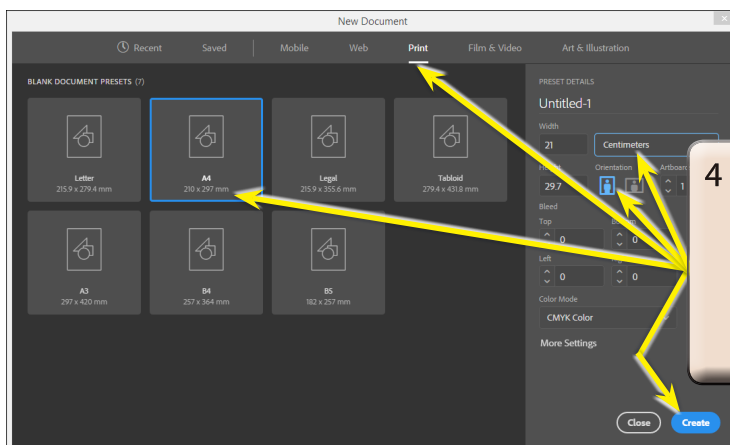 New Document
Recent Saved Mobile Web Print Film & Video Art & Illustration
BLANK DOCUMENT PRESETS (7)
Letter
215.9 x 279.4 mm
A4
210 x 297 mm
Legal
215.9 x 355.6 mm
Tabloid
279.4 x 431.8 mm
A3
297 x 420 mm
B4
257 x 364 mm
B5
182 x 257 mm
PRESET DETAILS
Untitled-1
Width
21 Centimeters
Orientation Artboar
29.7 1
4
Bleed
Top
0 0
Left
0 0
Color Mode
CMYK Color
More Settings
Close Create